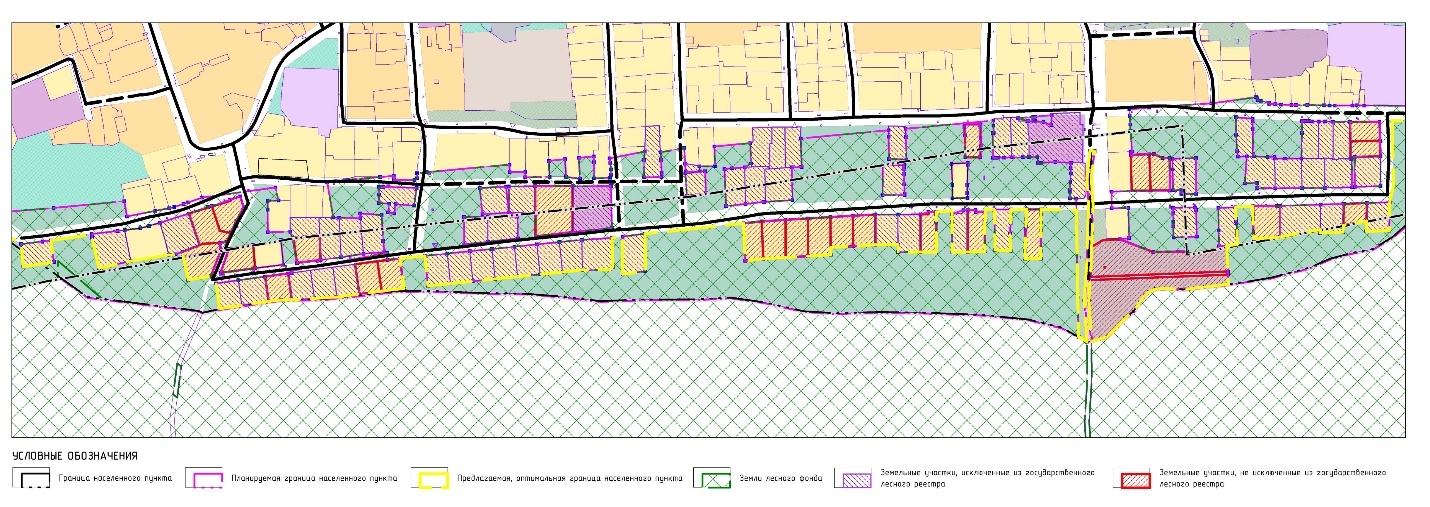 УСЛОВНЫЕ ОБОЗНАЧЕНИЯ
Граница населенного пункта
Планируемая граница населенного пункта
Предлагаемая, оптимальная граница населенного пункта
Земли лесного фонда
Земельные участки, исключенные из государственного
лесного реестра
Земельные участки, не исключенные из государственного
лесного реестра